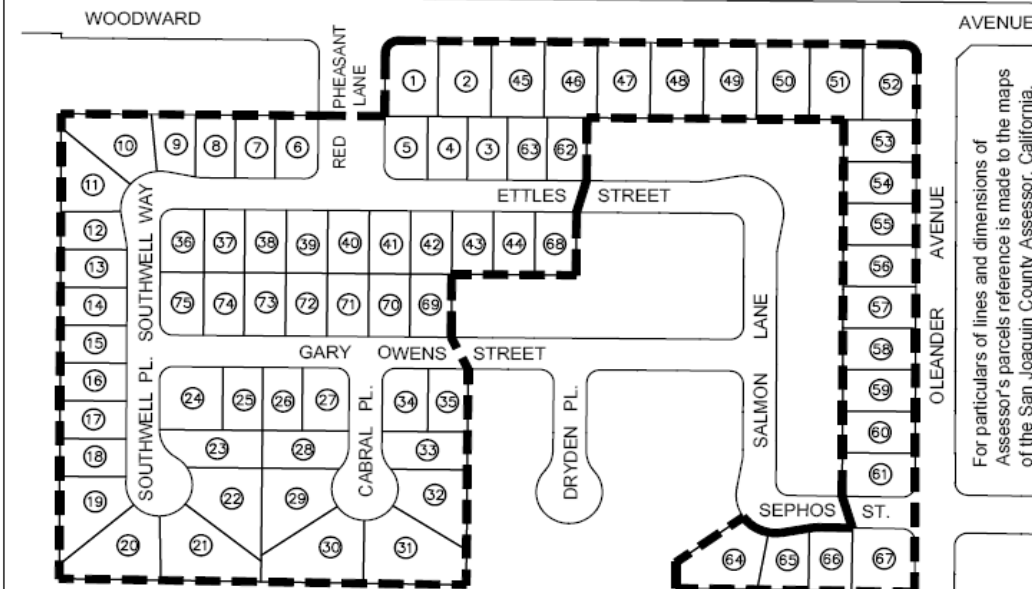 WOODWARD
AVENUE
RED PHEASANT
LANE
1 2 45 46 47 48 49 50 51 52
10 9 8 7 6 5 4 3 63 62 53
11 54
ETTLES STREET
12 36 37 38 39 40 41 42 43 44 68 55
13 56
14 75 74 73 72 71 70 69 57
15 58
SOUTHWELL WAY
GARY OWENS STREET
SALMON LANE
OLEANDER AVENUE
16 24 25 26 27 34 35 59
17 60
18 23 28 33 61
SOUTHWELL PL.
CABRAL PL.
DRYDEN PL.
19 22 29 32
SEPHOS ST.
20 21 30 31 64 65 66 67
For particulars of lines and dimensions of
Assessor's parcels reference is made to the maps
of the San Joaquin County Assessor, California.